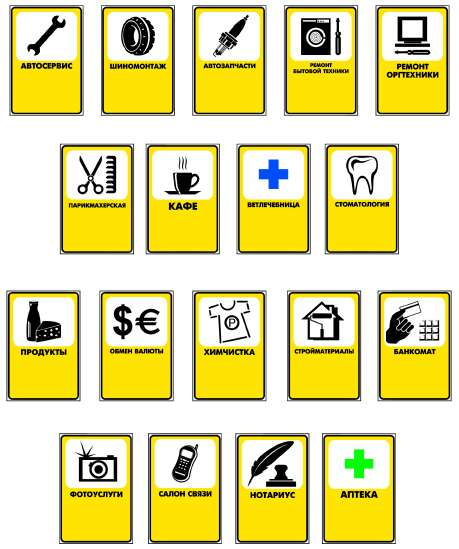 АВТОСЕРВИС
ШИНОМОНТАЖ
АВТОЗАПЧАСТИ
РЕМОНТ
БЫТОВОЙ ТЕХНИКИ
РЕМОНТ
ОРГТЕХНИКИ
ПАРИКМАХЕРСКАЯ
КАФЕ
ВЕТЛЕЧЕБНИЦА
СТОМАТОЛОГИЯ
ПРОДУКТЫ
$€
ОБМЕН ВАЛЮТЫ
Р
ХИМЧИСТКА
СТРОЙМАТЕРИАЛЫ
БАНКОМАТ
ФОТОУСЛУГИ
САЛОН СВЯЗИ
НОТАРИУС
АПТЕКА